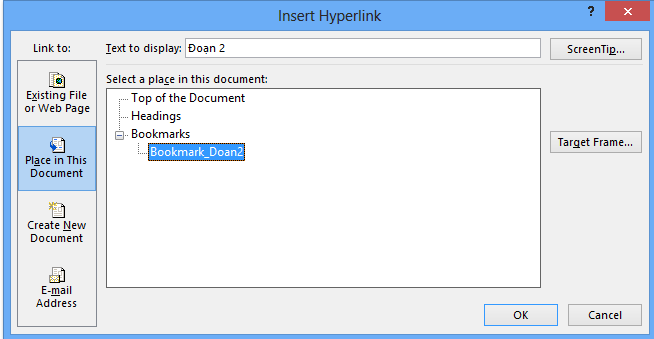 Insert Hyperlink
? ×
Link to:
Text to display: Đoạn 2
ScreenTip...
Select a place in this document:
Existing File
or Web Page
Place in This
Document
Create New
Document
E-mail
Address
Top of the Document
Headings
Bookmarks
Bookmark_Doan2
Target Frame...
OK
Cancel